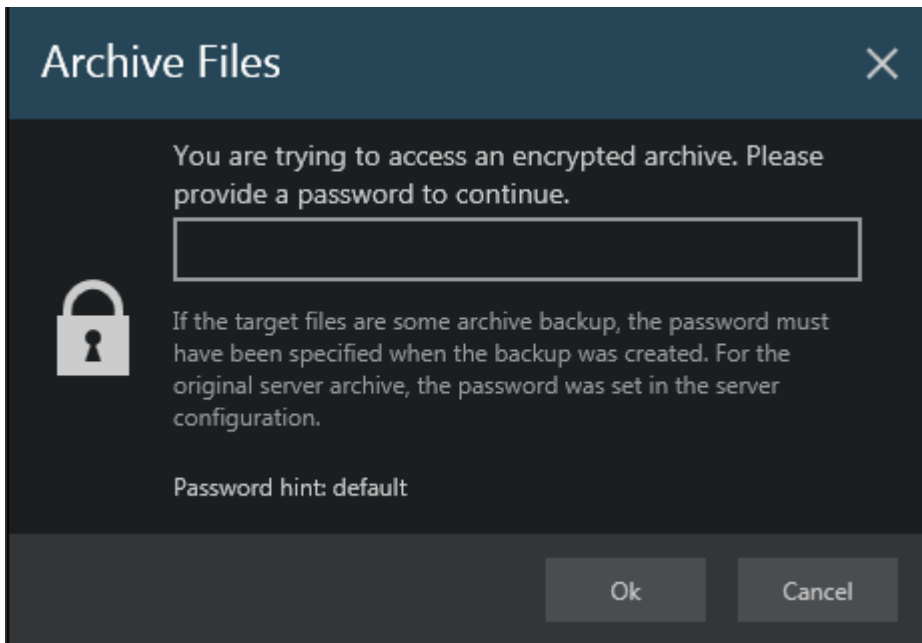 Archive Files
You are trying to access an encrypted archive. Please
provide a password to continue.
If the target files are some archive backup, the password must
have been specified when the backup was created. For the
original server archive, the password was set in the server
configuration.
Password hint: default
Ok
Cancel